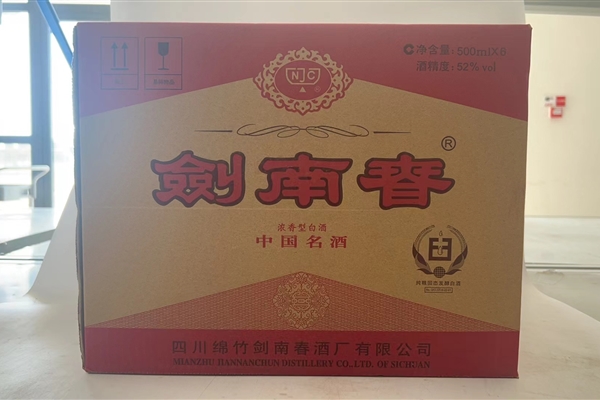 净含量:500ml×6
酒精度:52%vol
NJC
®
劍南春®
浓香型白酒
中国名酒
四川绵竹剑南春酒厂有限公司
MIANZHU JIANNANCHUN DISTILLERY CO.,LTD. OF SICHUAN